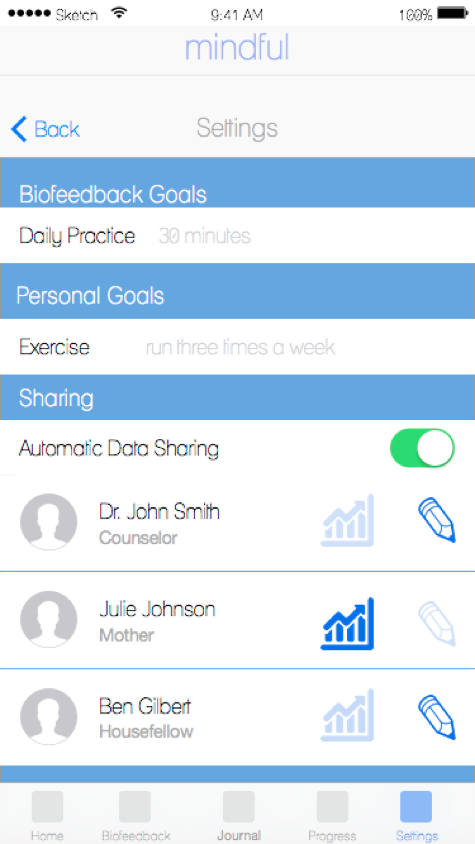 Sketch 9:41 AM 100%
mindful
Back Settings
Biofeedback Goals
Daily Practice 30 minutes
Personal Goals
Exercise run three times a week
Sharing
Automatic Data Sharing
Dr. John Smith
Counselor
Julie Johnson
Mother
Ben Gilbert
Housefellow
Home Biofeedback Journal Progress Settings